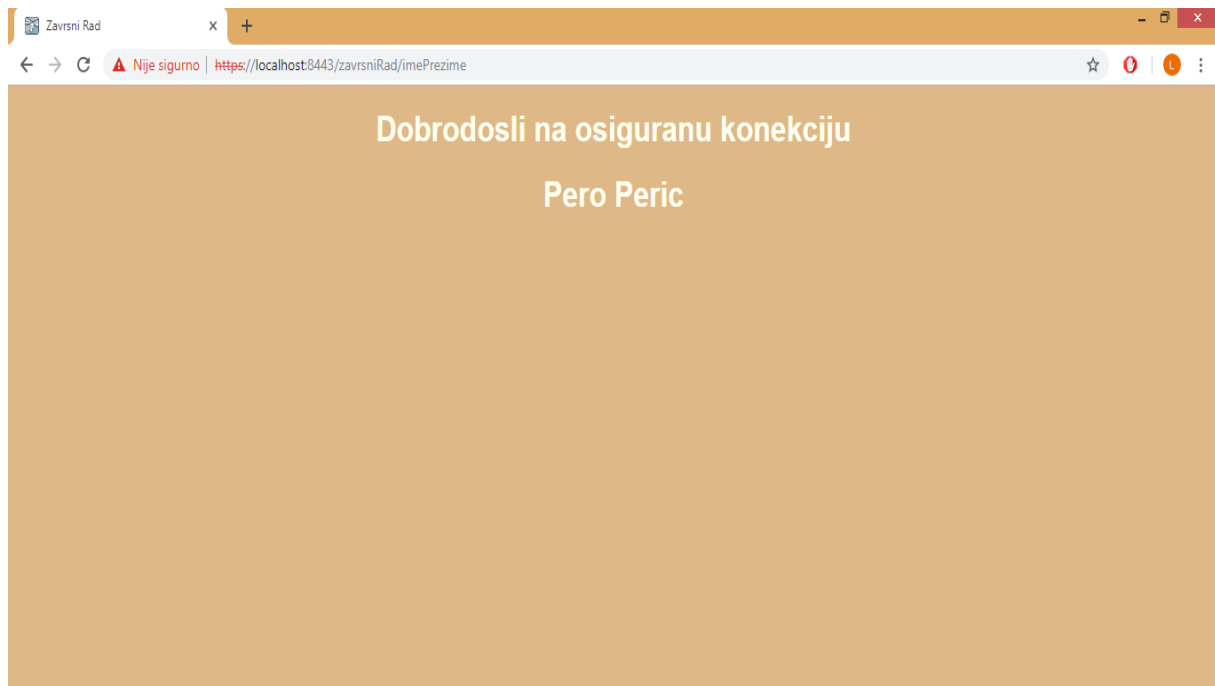 Zavrsni Rad
Nije sigurno | https://localhost:8443/zavrsniRad/imePrezime
L
Dobrodosli na osiguranu konekciju
Pero Peric